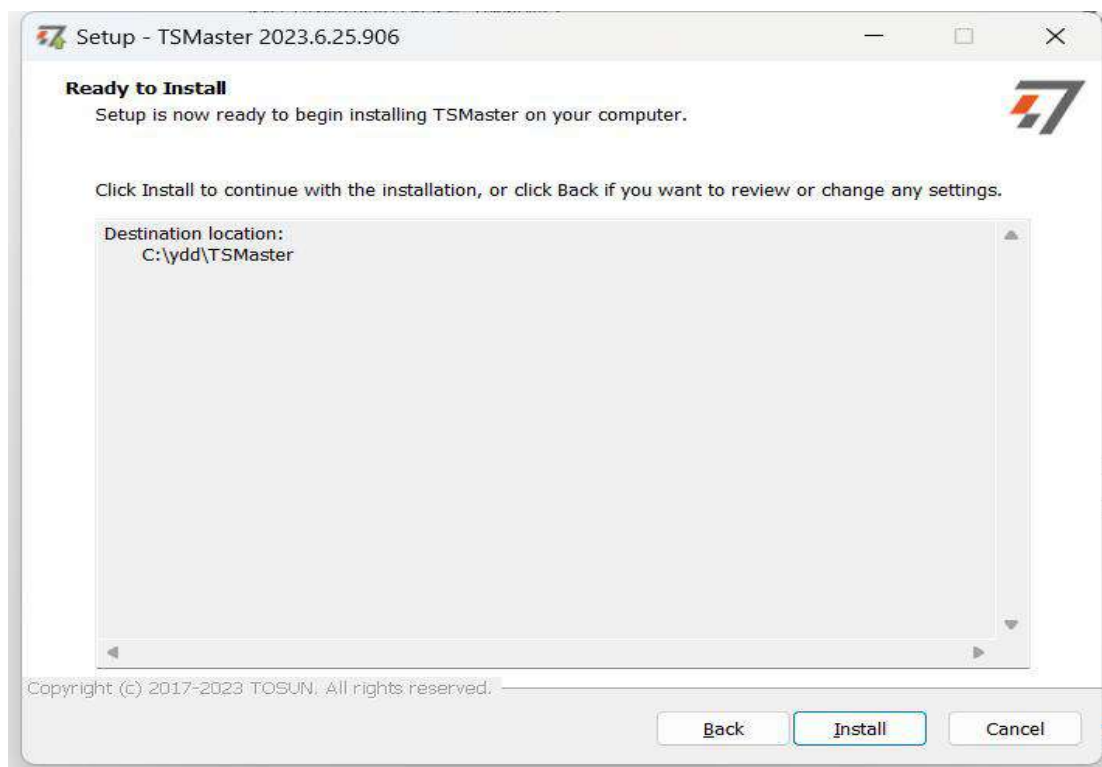 Setup - TSMaster 2023.6.25.906
Ready to Install
Setup is now ready to begin installing TSMaster on your computer.
Click Install to continue with the installation, or click Back if you want to review or change any settings.
Destination location:
C:\ydd\TSMaster
Copyright (c) 2017-2023 TOSUN. All rights reserved.
Back
Install
Cancel